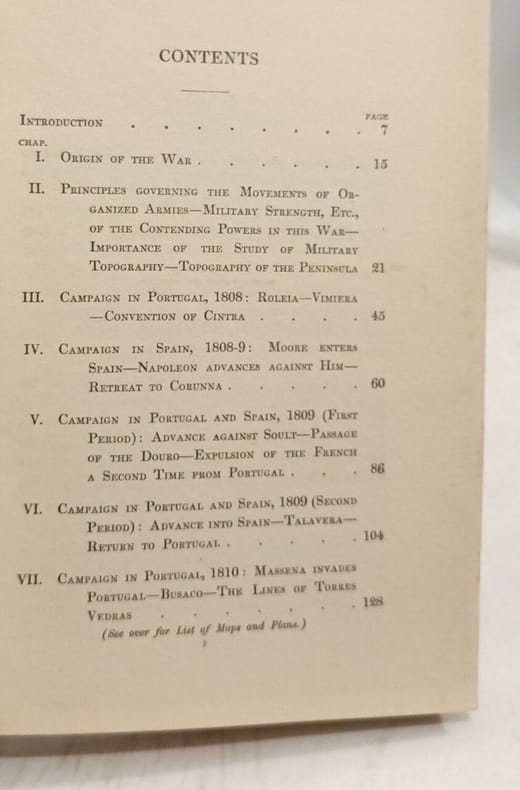 CONTENTS
PAGE
INTRODUCTION . . . . . . . . 7
CHAP.
I. ORIGIN OF THE WAR . . . . . . 15
II. PRINCIPLES GOVERNING THE MOVEMENTS OF OR-
GANIZED ARMIES—MILITARY STRENGTH, ETC.,
OF THE CONTENDING POWERS IN THIS WAR—
IMPORTANCE OF THE STUDY OF MILITARY
TOPOGRAPHY—TOPOGRAPHY OF THE PENINSULA 21
III. CAMPAIGN IN PORTUGAL, 1808: ROLEIA—VIMIERA
—CONVENTION OF CINTRA . . . . 45
IV. CAMPAIGN IN SPAIN, 1808-9: MOORE ENTERS
SPAIN—NAPOLEON ADVANCES AGAINST HIM—
RETREAT TO CORUNNA . . . . . 60
V. CAMPAIGN IN PORTUGAL AND SPAIN, 1809 (FIRST
PERIOD): ADVANCE AGAINST SOULT—PASSAGE
OF THE DOURO—EXPULSION OF THE FRENCH
A SECOND TIME FROM PORTUGAL . . . 86
VI. CAMPAIGN IN PORTUGAL AND SPAIN, 1809 (SECOND
PERIOD): ADVANCE INTO SPAIN—TALAVERA—
RETURN TO PORTUGAL . . . . . 104
VII. CAMPAIGN IN PORTUGAL, 1810: MASSENA INVADES
PORTUGAL—BUSACO—THE LINES OF TORRES
VEDRAS . . . . . . . 128
(See over for List of Maps and Plans.)